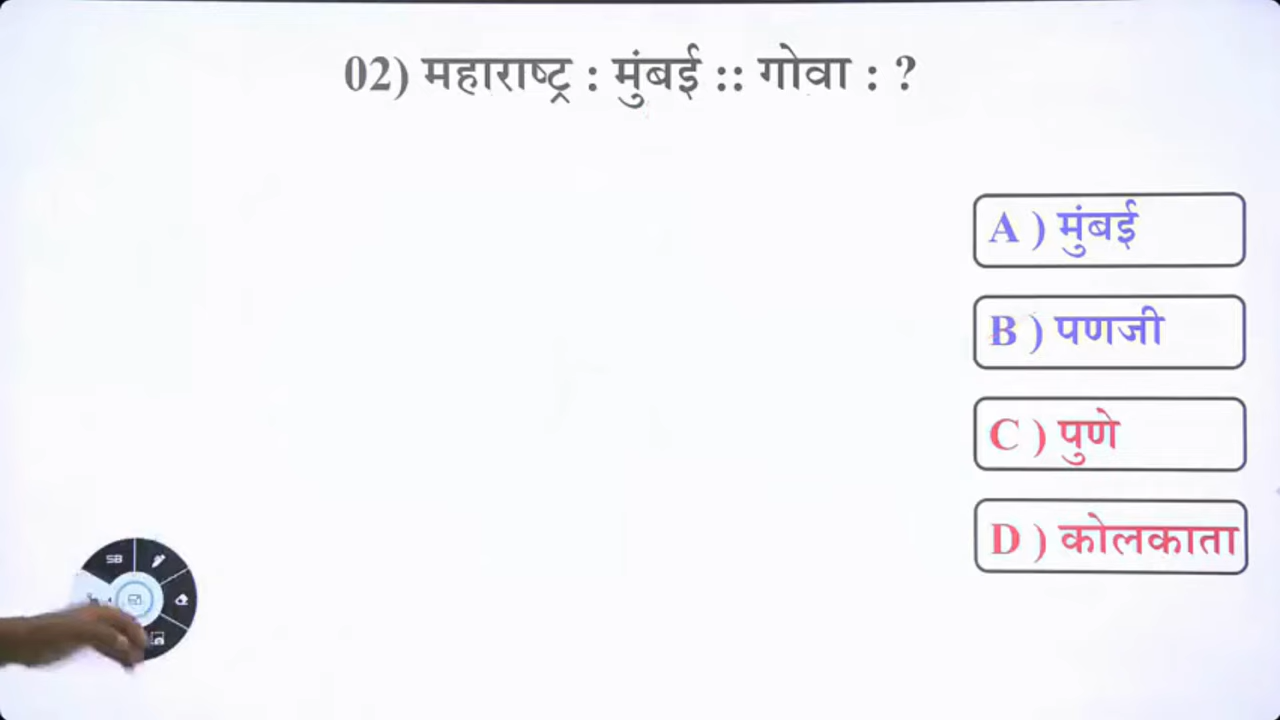 02) महाराष्ट्र : मुंबई :: गोवा : ?
A ) मुंबई
B ) पणजी
C ) पुणे
D ) कोलकाता
SB